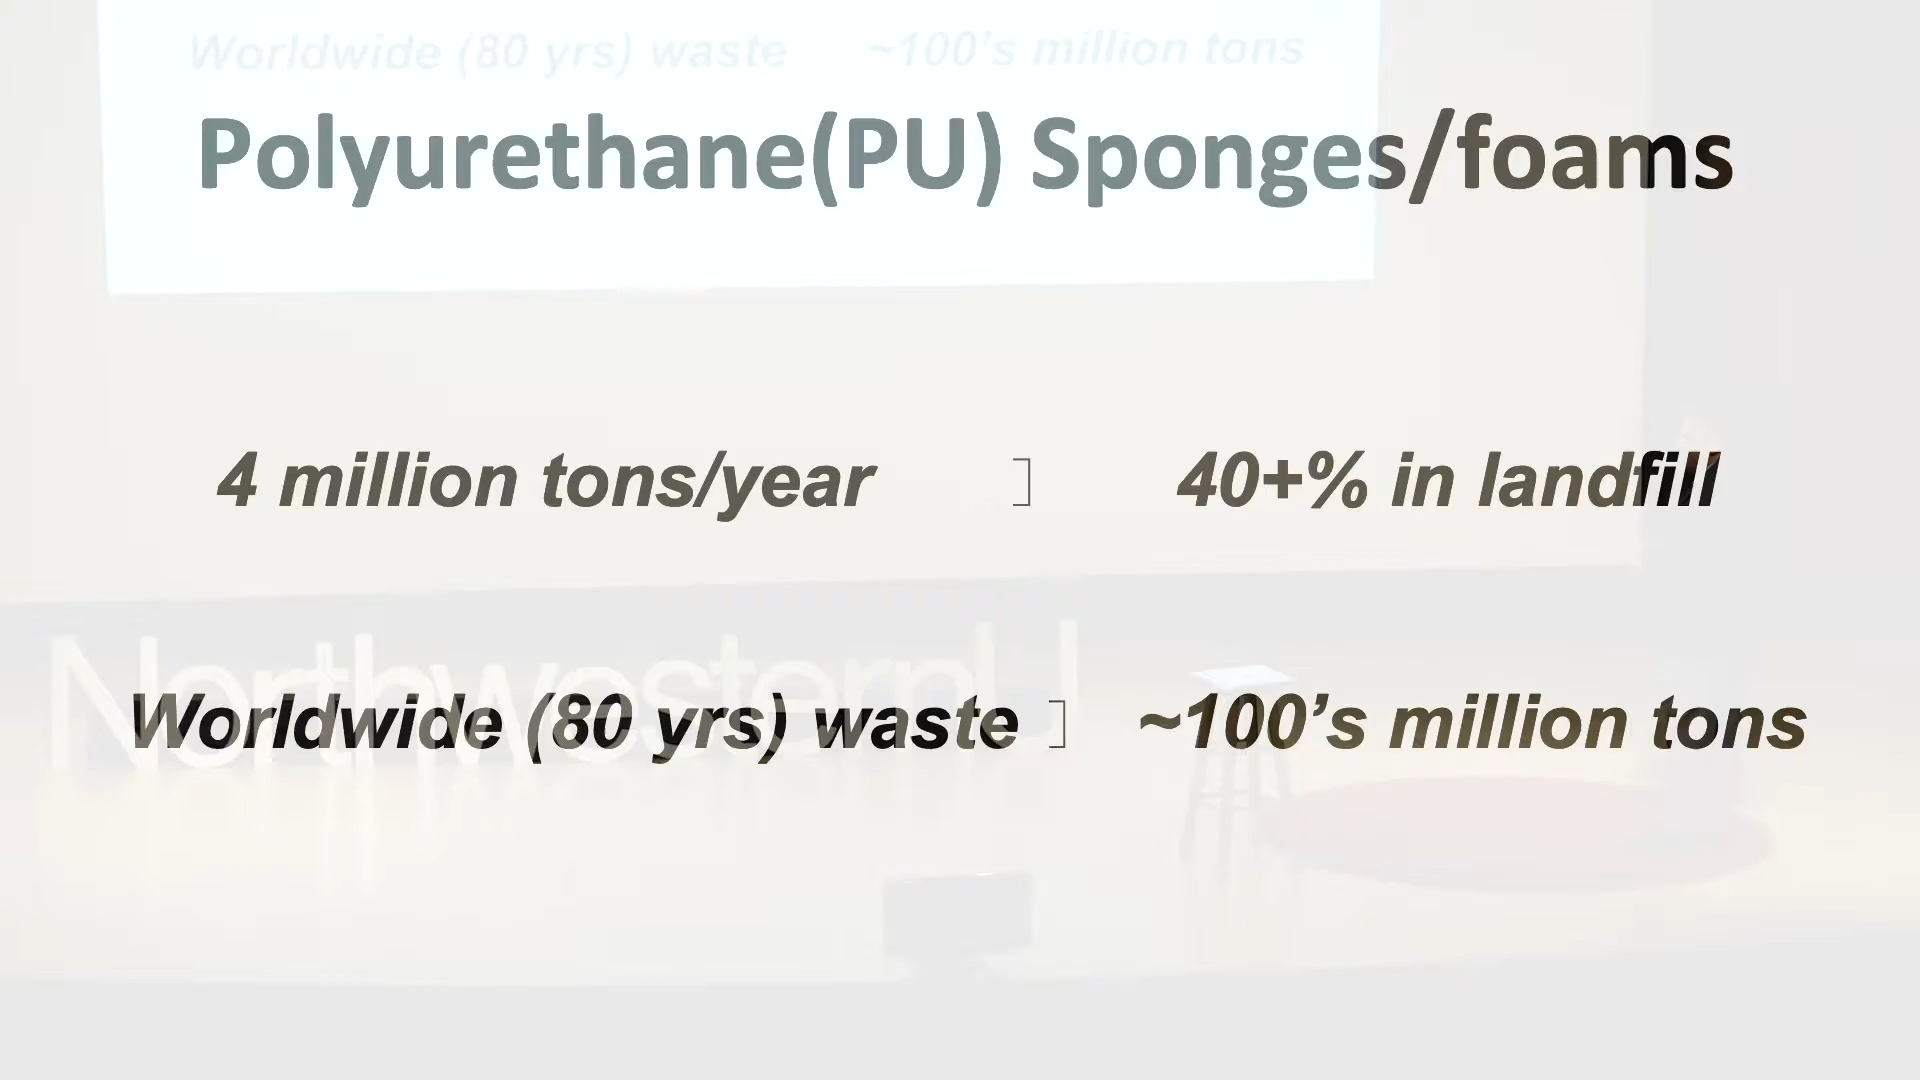 Worldwide (80 yrs) waste ~100's million tons
Polyurethane(PU) Sponges/foams
4 million tons/year ] 40+% in landfill
NorthwesternU
Worldwide (80 yrs) waste ] ~100’s million tons